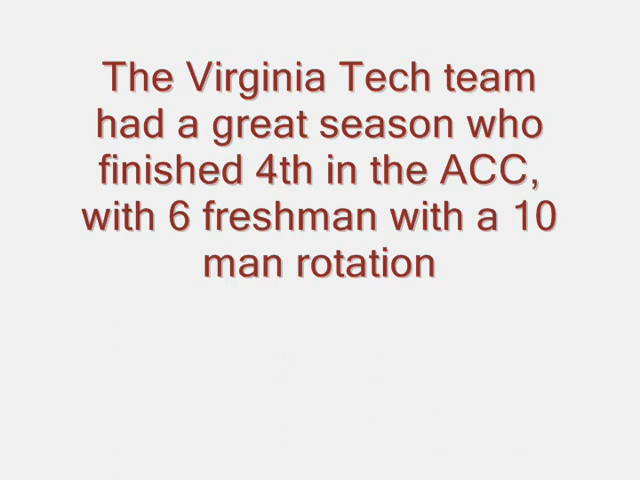 The Virginia Tech team
had a great season who
finished 4th in the ACC,
with 6 freshman with a 10
man rotation